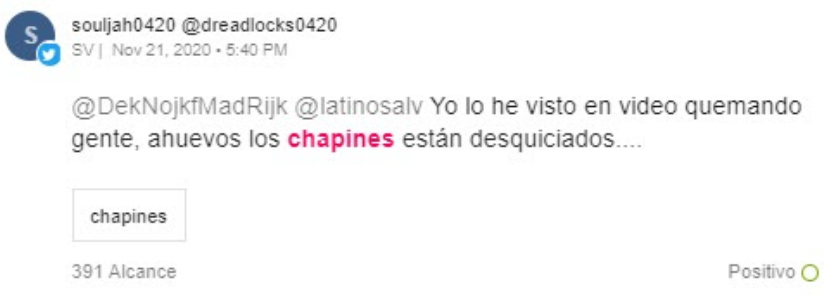 S
souljah0420 @dreadlocks0420
SV | Nov 21, 2020 • 5:40 PM
@DekNojkfMadRijk @latinosalv Yo lo he visto en video quemando
gente, ahuevos los chapines están desquiciados....
chapines
391 Alcance
Positivo